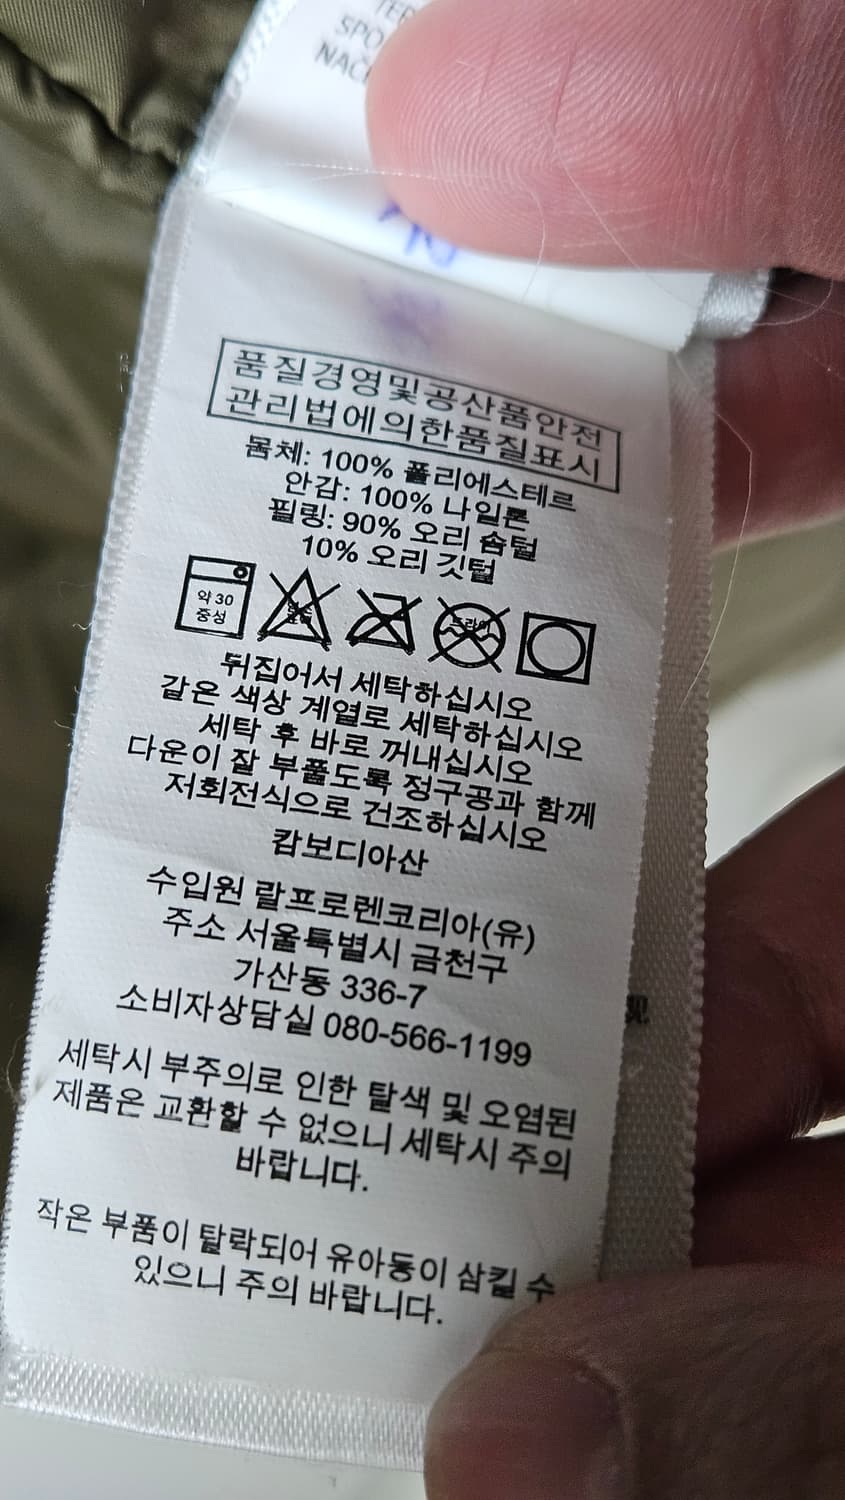 SPO
NAC
품질경영및공산품안전
관리법에의한품질표시
몸체: 100% 폴리에스테르
안감: 100% 나일론
필링: 90% 오리 솜털
10% 오리 깃털
약 30
중성
드라이
뒤집어서 세탁하십시오
같은 색상 계열로 세탁하십시오
세탁 후 바로 꺼내십시오
다운이 잘 부풀도록 정구공과 함께
저회전식으로 건조하십시오
캄보디아산
수입원 랄프로렌코리아(유)
주소 서울특별시 금천구
가산동 336-7
소비자상담실 080-566-1199
세탁시 부주의로 인한 탈색 및 오염된
제품은 교환할 수 없으니 세탁시 주의
바랍니다.
작은 부품이 탈락되어 유아동이 삼킬 수
있으니 주의 바랍니다.